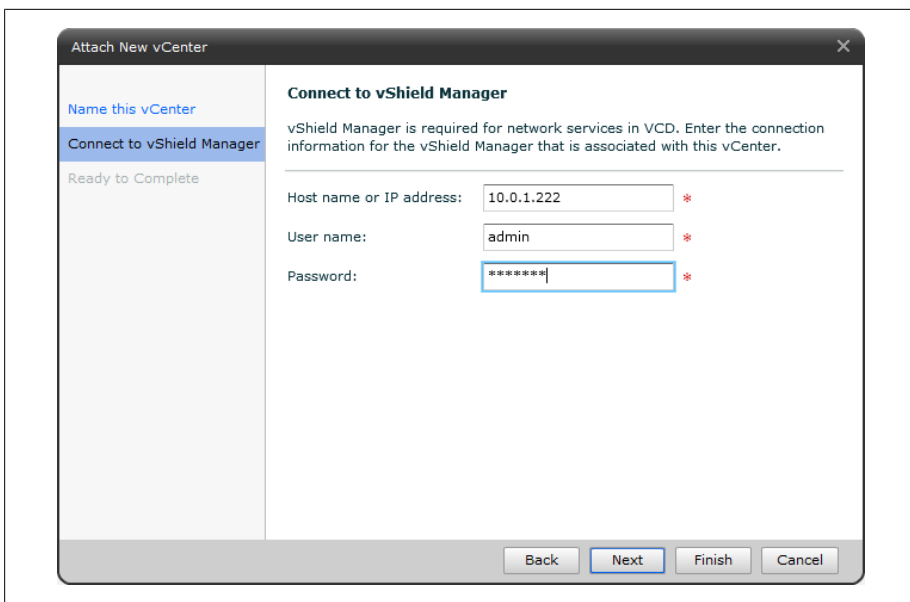 Attach New vCenter
Name this vCenter
Connect to vShield Manager
Ready to Complete
Connect to vShield Manager
vShield Manager is required for network services in VCD. Enter the connection
information for the vShield Manager that is associated with this vCenter.
Host name or IP address: 10.0.1.222 *
User name: admin *
Password: ******* *
Back Next Finish Cancel